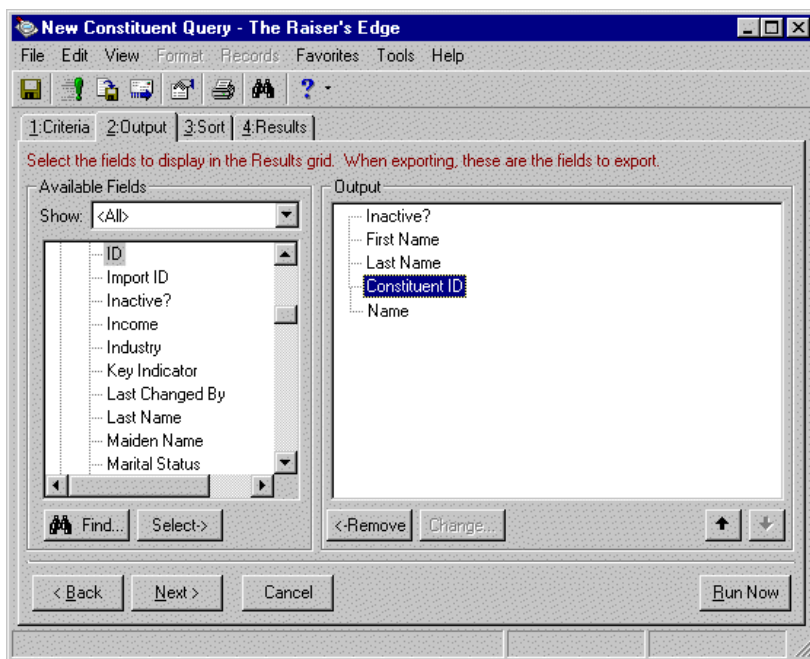 New Constituent Query - The Raiser's Edge
File Edit View Format Records Favorites Tools Help
1:Criteria 2:Output 3:Sort 4:Results
Select the fields to display in the Results grid. When exporting, these are the fields to export.
Available Fields
Show: <All>
ID
Import ID
Inactive?
Income
Industry
Key Indicator
Last Changed By
Last Name
Maiden Name
Marital Status
Find... Select->
Output
Inactive?
First Name
Last Name
Constituent ID
Name
<-Remove Change...
< Back Next > Cancel Run Now